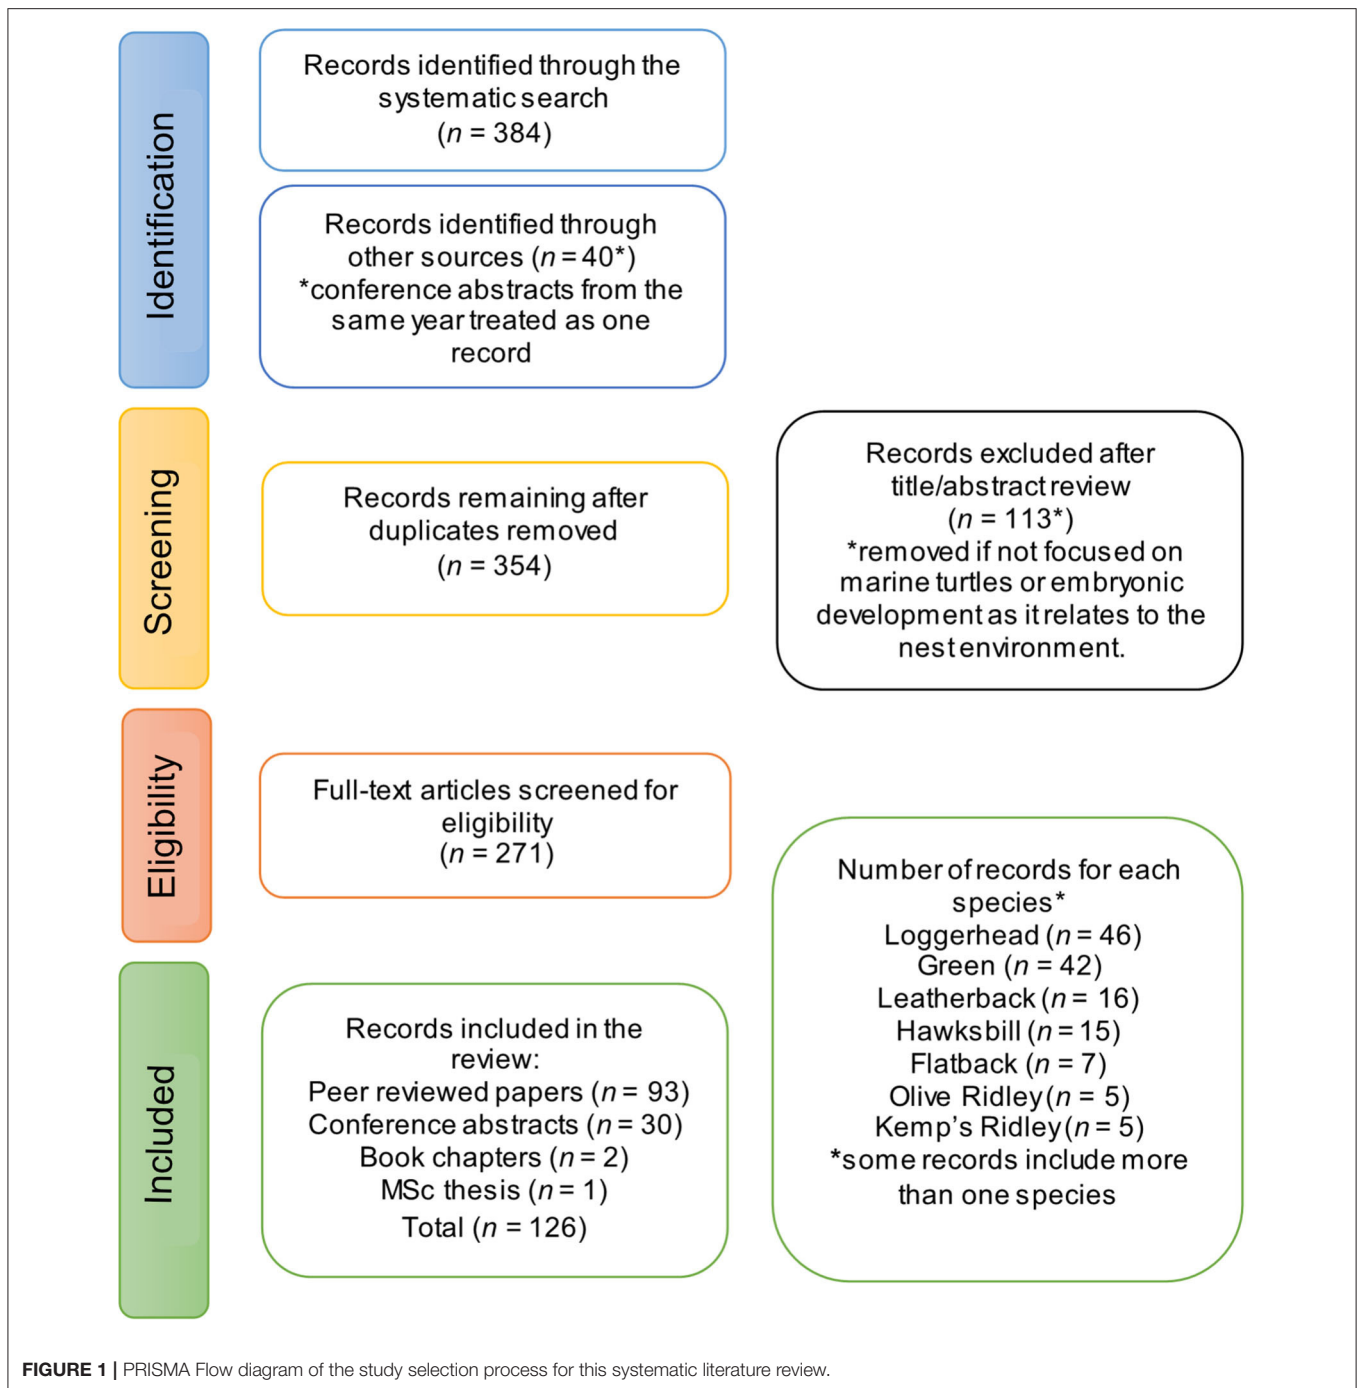 Identification
Records identified through the
systematic search
(n = 384)
Records identified through
other sources (n = 40*)
*conference abstracts from the
same year treated as one
record
Screening
Records remaining after
duplicates removed
(n = 354)
Records excluded after
title/abstract review
(n = 113*)
*removed if not focused on
marine turtles or embryonic
development as it relates to the
nest environment.
Eligibility
Full-text articles screened for
eligibility
(n = 271)
Included
Records included in the
review:
Peer reviewed papers (n = 93)
Conference abstracts (n = 30)
Book chapters (n = 2)
MSc thesis (n = 1)
Total (n = 126)
Number of records for each
species*
Loggerhead (n = 46)
Green (n = 42)
Leatherback (n = 16)
Hawksbill (n = 15)
Flatback (n = 7)
Olive Ridley (n = 5)
Kemp's Ridley (n = 5)
*some records include more
than one species
FIGURE 1 | PRISMA Flow diagram of the study selection process for this systematic literature review.